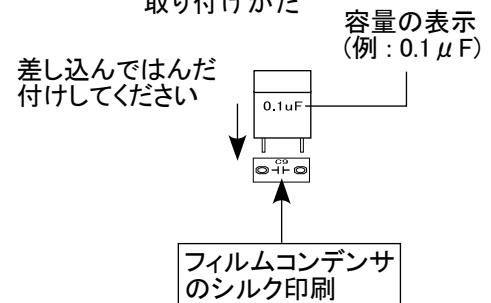 取り付けかた
容量の表示
(例：0.1μF)
差し込んではんだ
付けしてください
0.1uF
C9
フィルムコンデンサ
のシルク印刷